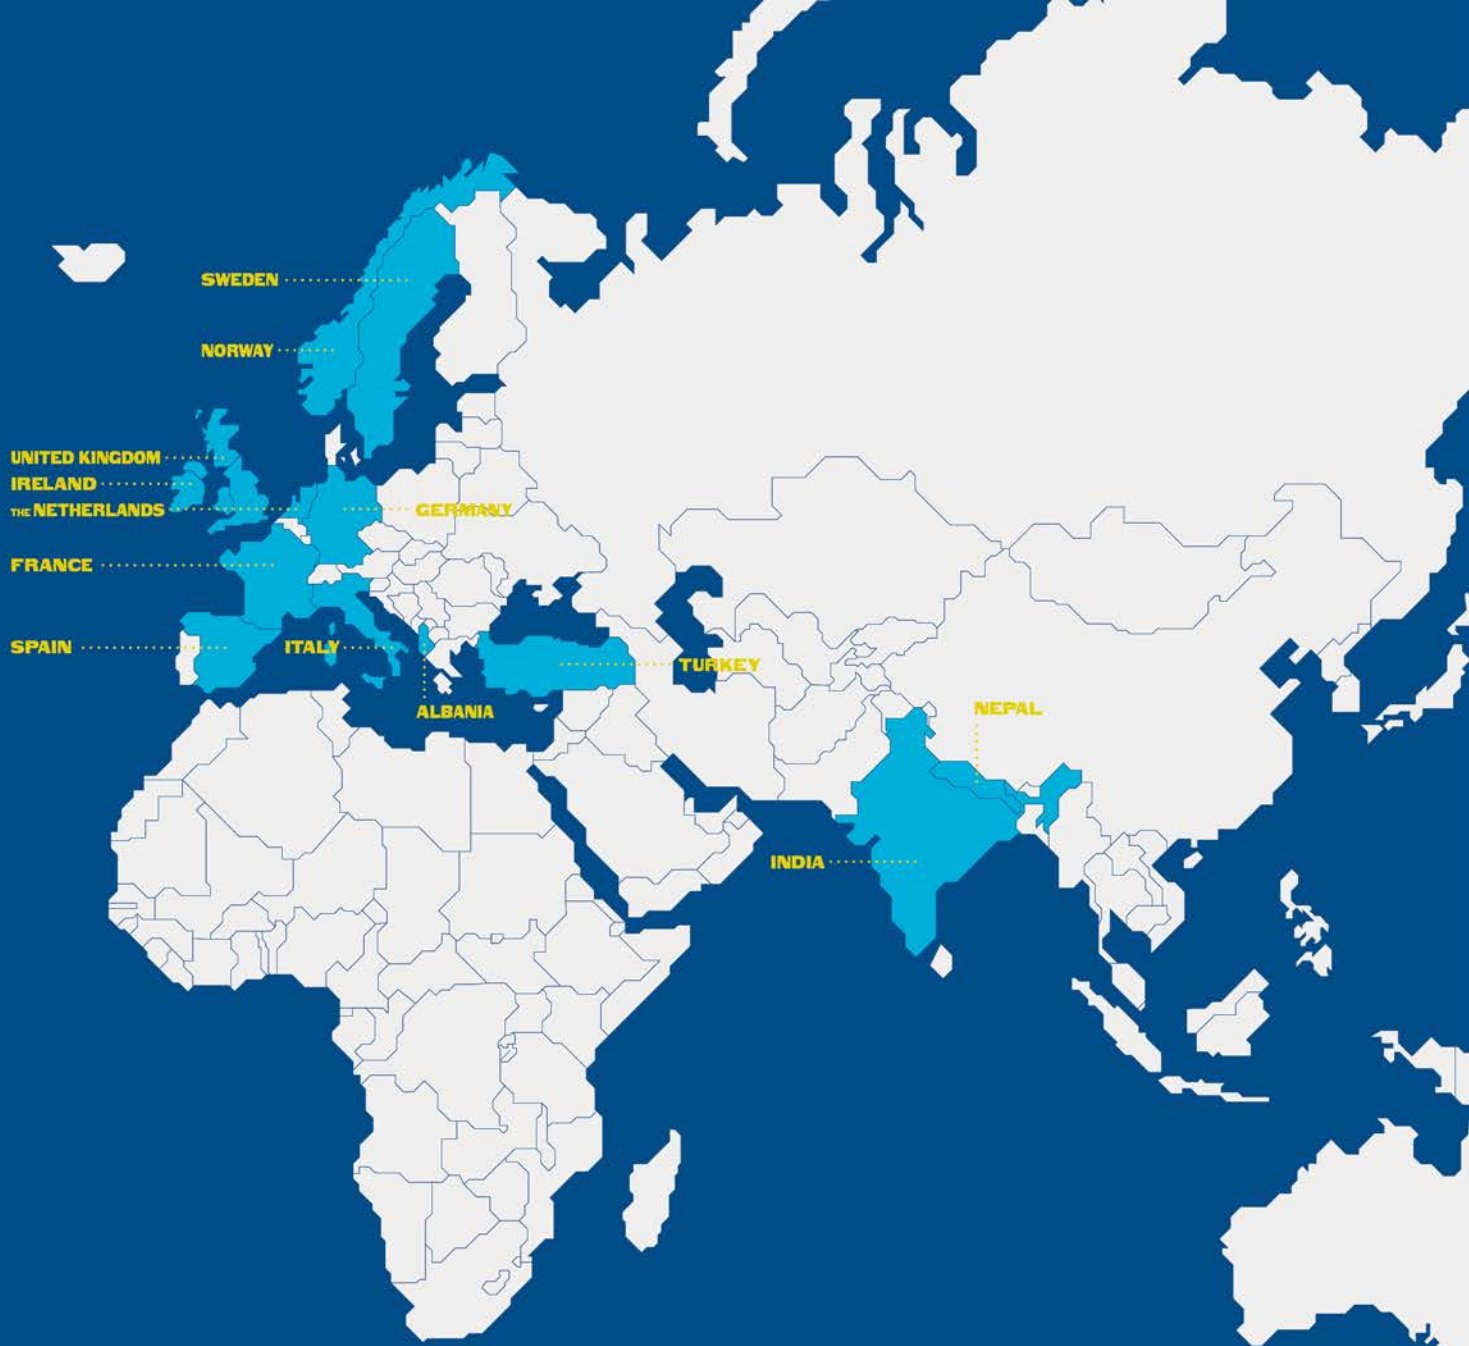 SWEDEN
NORWAY
UNITED KINGDOM
IRELAND
THE NETHERLANDS
GERMANY
FRANCE
SPAIN
ITALY
TURKEY
ALBANIA
NEPAL
INDIA